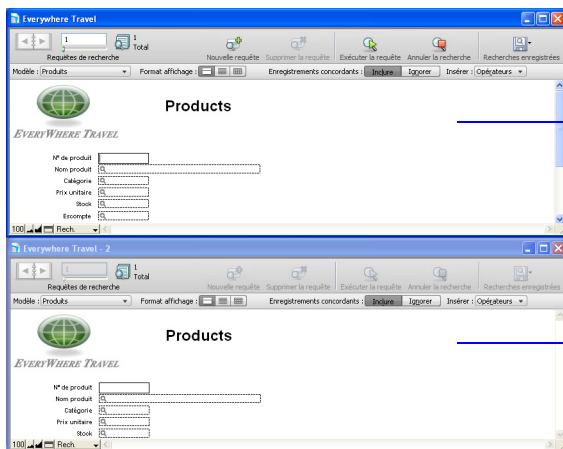 Everywhere Travel
1
1
Total
Requêtes de recherche
Nouvelle requête
Supprimer la requête
Exécuter la requête
Annuler la recherche
Recherches enregistrées
Modèle : Produits
Format affichage :
Enregistrements concordants : Inclure Ignorer
Insérer : Opérateurs
Products
EVERYWHERE TRAVEL
N° de produit
Nom produit
Catégorie
Prix unitaire
Stock
Escompte
100 Rech.
Everywhere Travel - 2
1
1
Total
Requêtes de recherche
Nouvelle requête
Supprimer la requête
Exécuter la requête
Annuler la recherche
Recherches enregistrées
Modèle : Produits
Format affichage :
Enregistrements concordants : Inclure Ignorer
Insérer : Opérateurs
Products
EVERYWHERE TRAVEL
N° de produit
Nom produit
Catégorie
Prix unitaire
Stock
100 Rech.